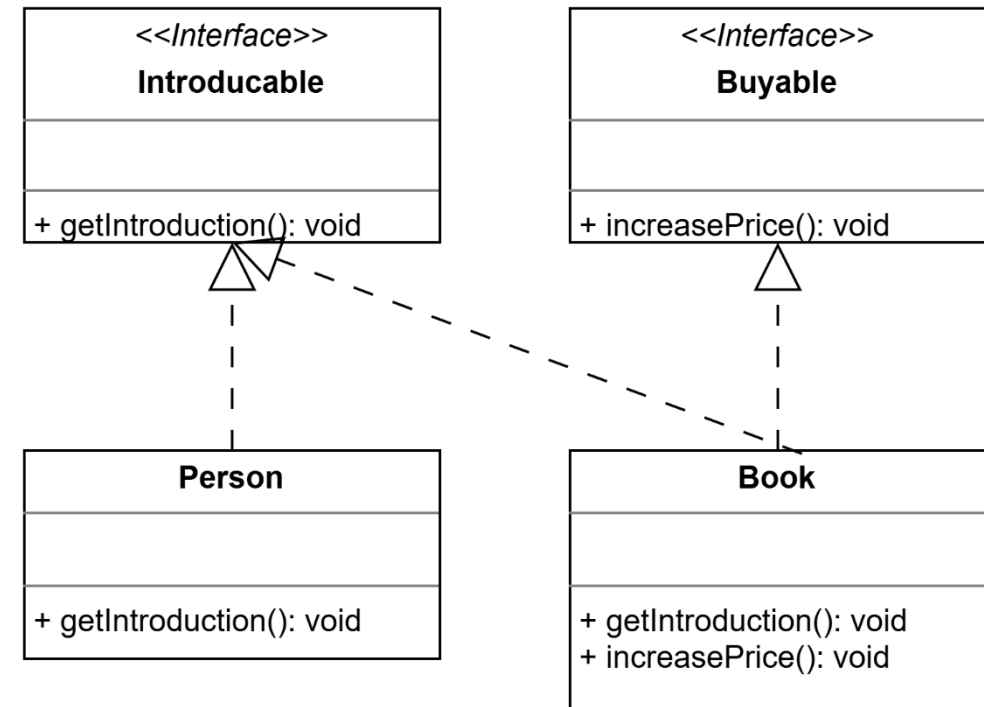 <<Interface>>
Introducable
+ getIntroduction(): void
<<Interface>>
Buyable
+ increasePrice(): void
Person
+ getIntroduction(): void
Book
+ getIntroduction(): void
+ increasePrice(): void